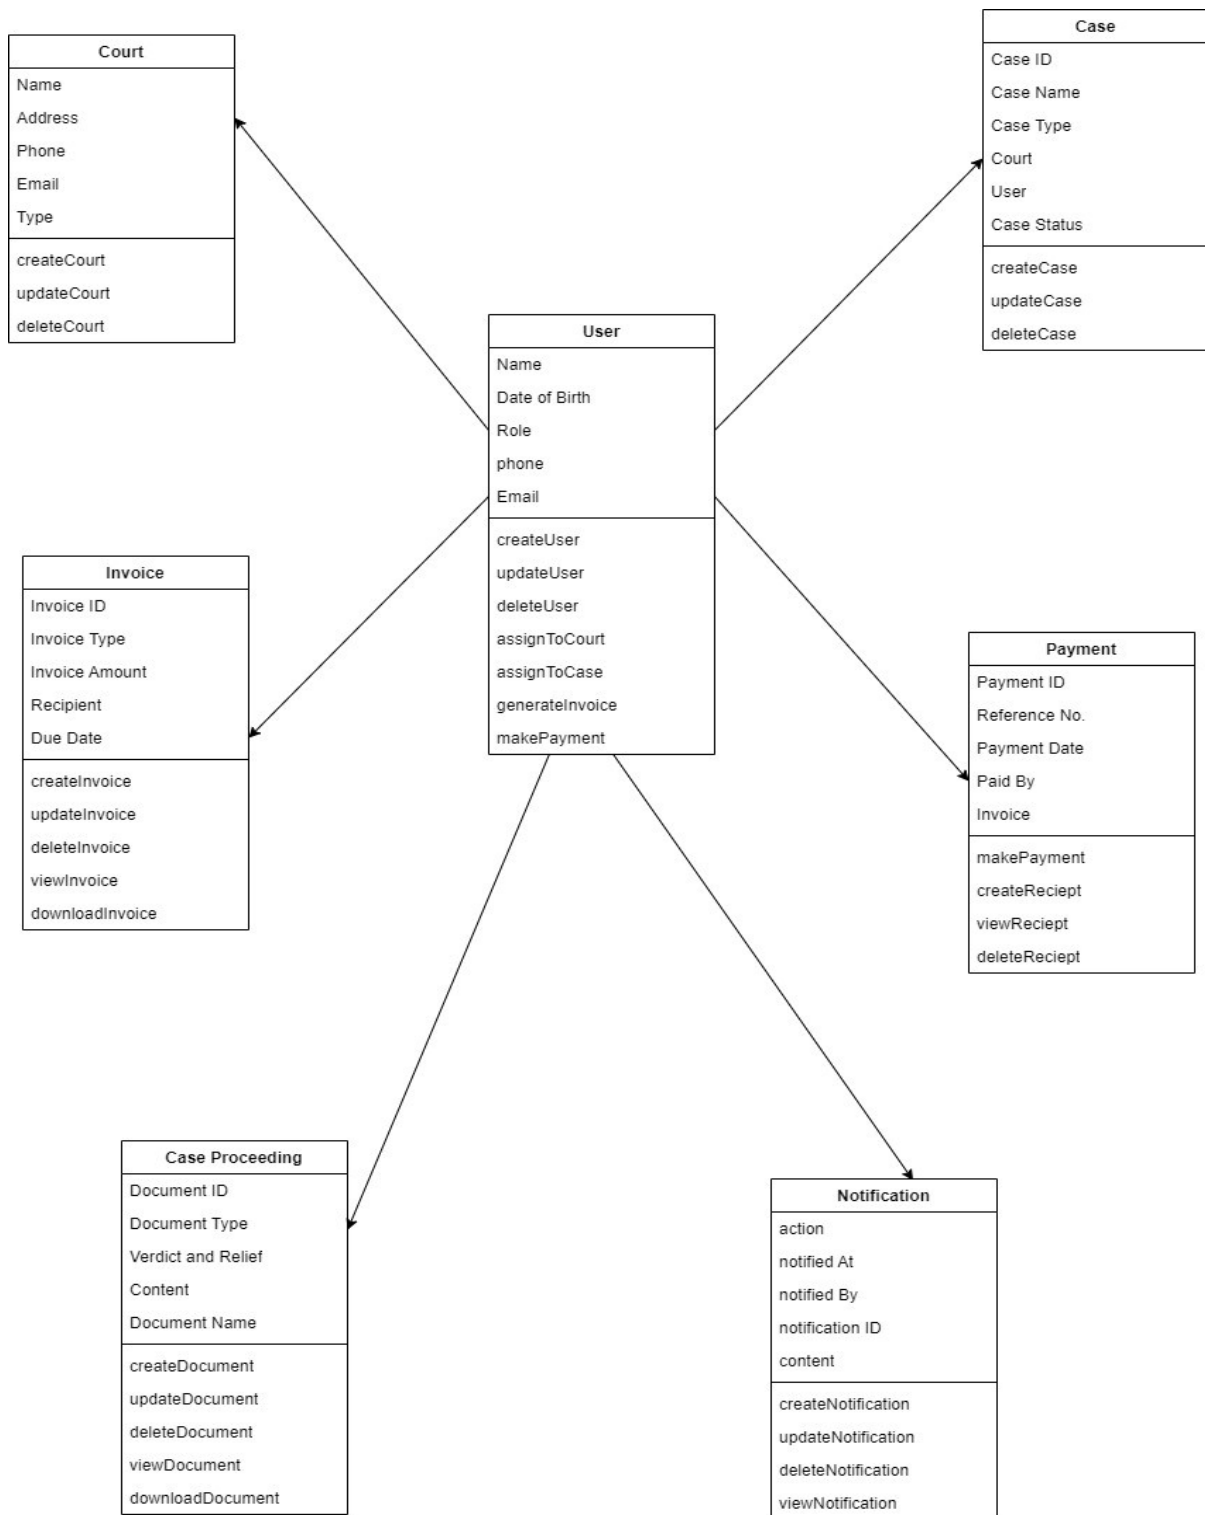 Court
Name
Address
Phone
Email
Type
createCourt
updateCourt
deleteCourt
Case
Case ID
Case Name
Case Type
Court
User
Case Status
createCase
updateCase
deleteCase
User
Name
Date of Birth
Role
phone
Email
createUser
updateUser
deleteUser
assignToCourt
assignToCase
generateInvoice
makePayment
Invoice
Invoice ID
Invoice Type
Invoice Amount
Recipient
Due Date
createInvoice
updateInvoice
deleteInvoice
viewInvoice
downloadInvoice
Payment
Payment ID
Reference No.
Payment Date
Paid By
Invoice
makePayment
createReciept
viewReciept
deleteReciept
Case Proceeding
Document ID
Document Type
Verdict and Relief
Content
Document Name
createDocument
updateDocument
deleteDocument
viewDocument
downloadDocument
Notification
action
notified At
notified By
notification ID
content
createNotification
updateNotification
deleteNotification
viewNotification